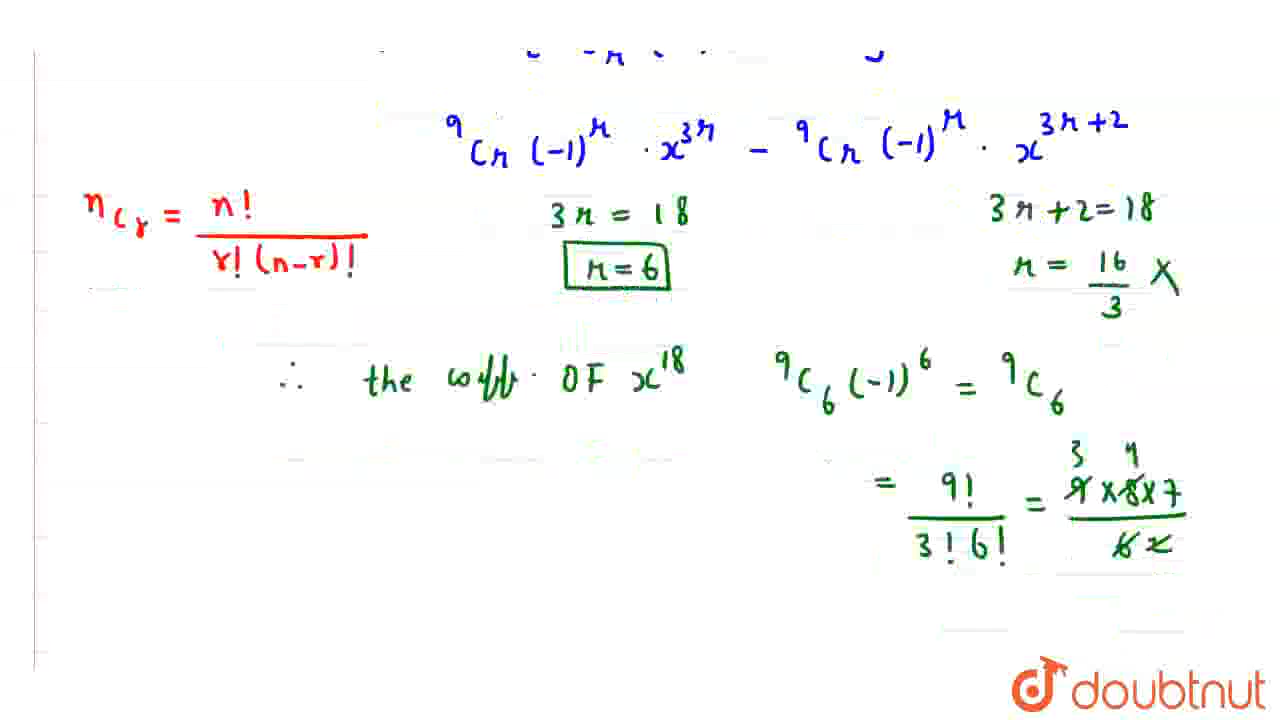 ⁹Cr (-1)^r · x^3r − ⁹Cr (-1)^r · x^3r+2
nCr = n! / r!(n-r)!
3r = 18
3r + 2 = 18
r = 6
r = 16/3 X
∴ the coeff. OF x^18 ⁹C₆ (-1)^6 = ⁹C₆
3 4
= 9! / 3! 6! = 9 × 8 × 7 / 6 2
doubtnut